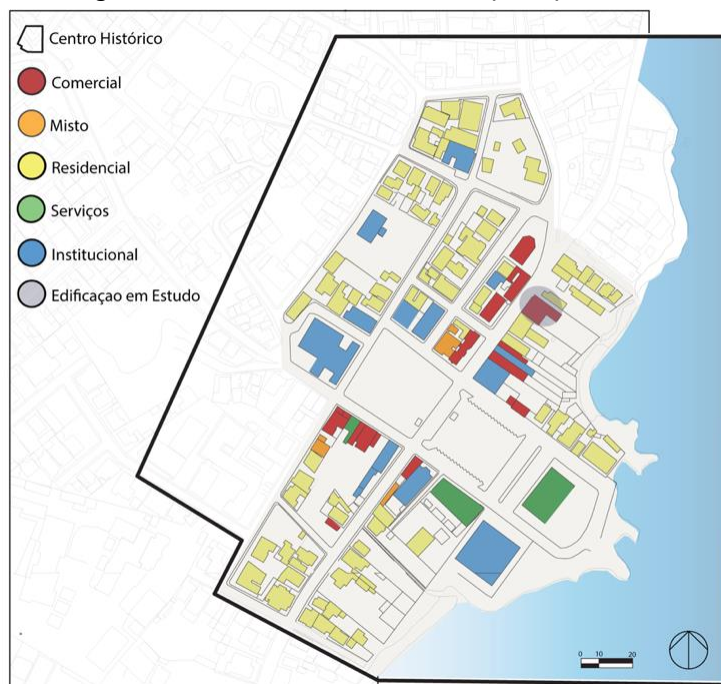 Centro Histórico
Comercial
Misto
Residencial
Serviços
Institucional
Edificaçao em Estudo
0 10 20